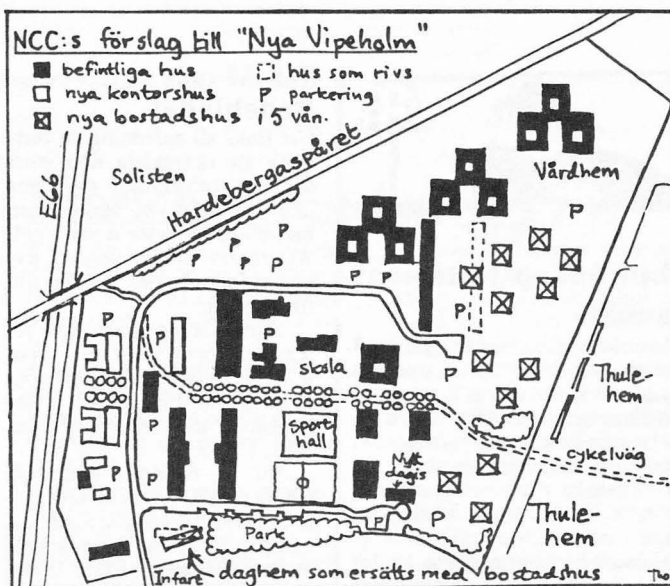 NCC:s förslag till "Nya Vipeholm"
befintliga hus
nya kontorshus
nya bostadshus i 5 vån.
hus som rivs
P parkering
E66
Solisten
Hardebergaspåret
Vårdhem
P
P
P
P
P
P
P
P
P
P
P
P
P
skola
Thule-
hem
Sport
hall
Nytt
dagis
cykelväg
P
P
P
P
Thule-
hem
Park
Infart
daghem som ersätts med bostadshus